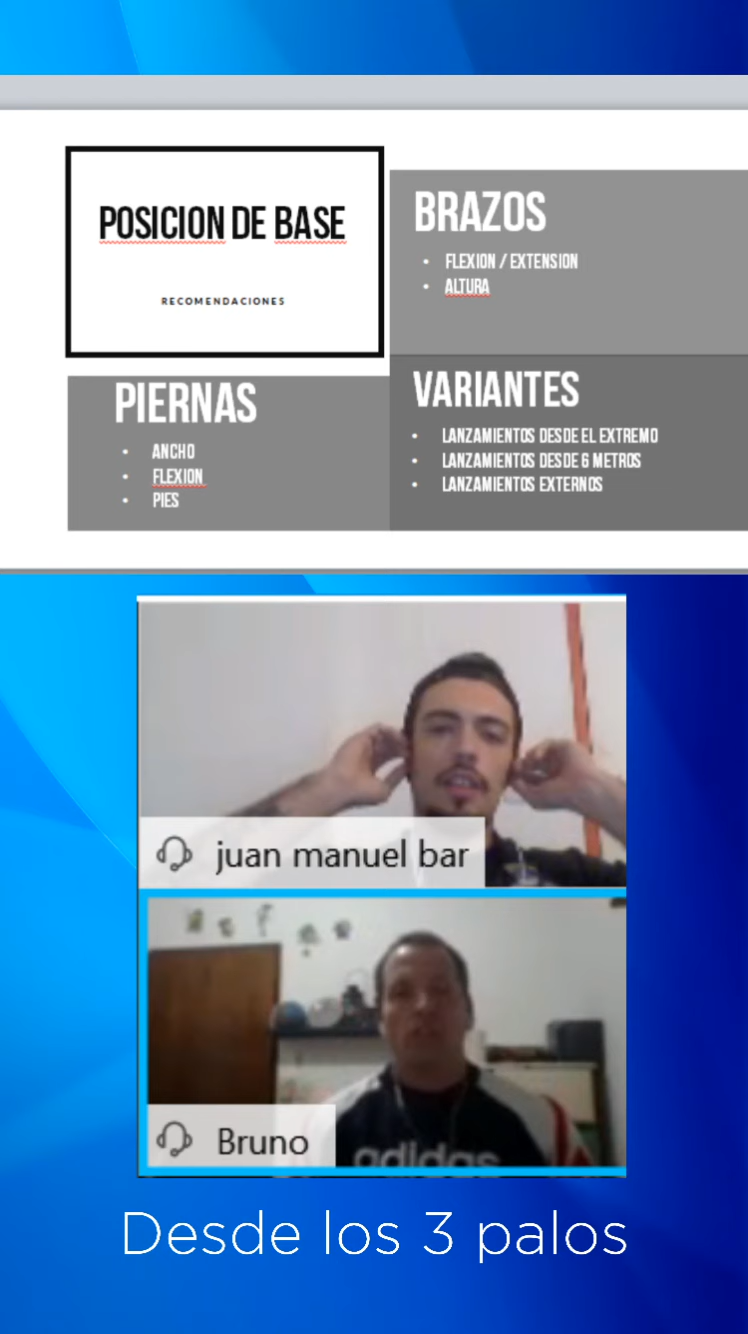 POSICION DE BASE
RECOMENDACIONES
BRAZOS
• FLEXION / EXTENSION
• ALTURA
PIERNAS
• ANCHO
• FLEXION
• PIES
VARIANTES
• LANZAMIENTOS DESDE EL EXTREMO
• LANZAMIENTOS DESDE 6 METROS
• LANZAMIENTOS EXTERNOS
juan manuel bar
adidas
Bruno
Desde los 3 palos